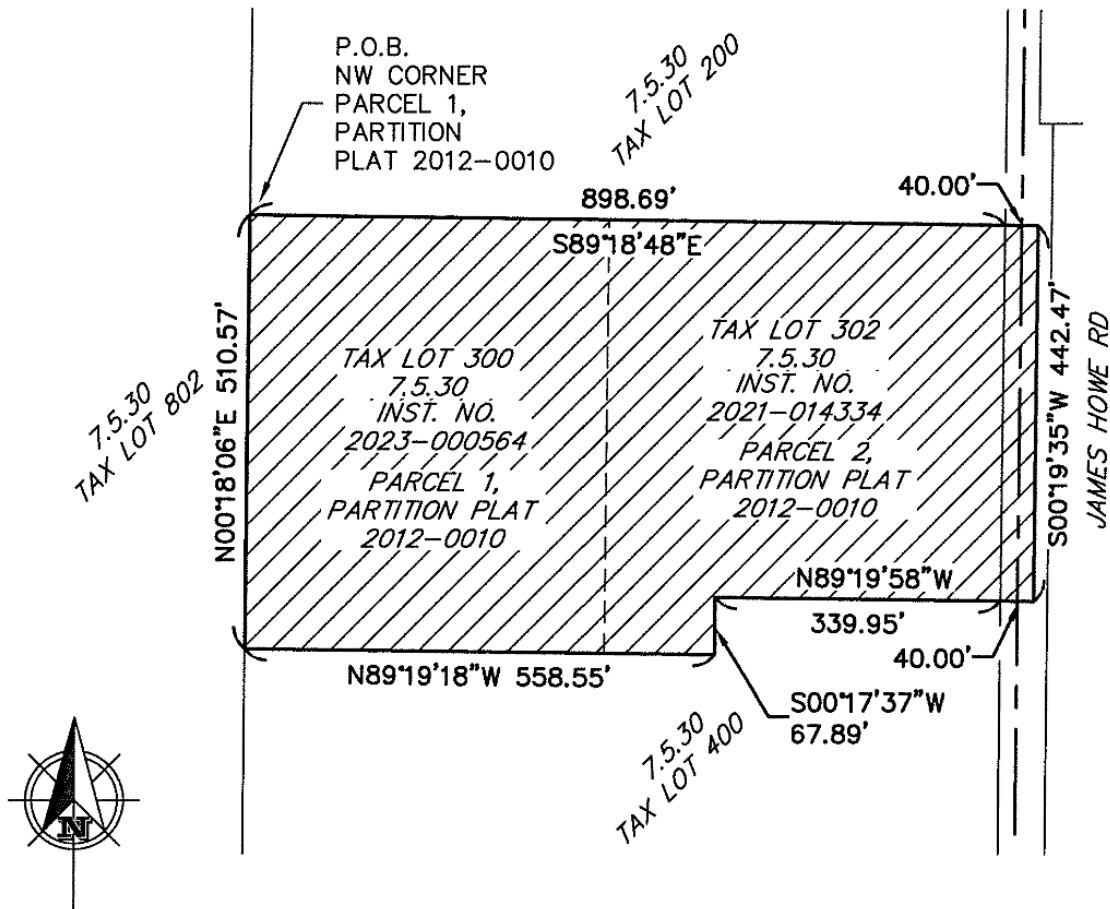 P.O.B.
NW CORNER
PARCEL 1,
PARTITION
PLAT 2012-0010
7.5.30
TAX LOT 200
898.69'
40.00'
S89°18'48"E
7.5.30
TAX LOT 802
N00°18'06"E 510.57'
TAX LOT 300
7.5.30
INST. NO.
2023-000564
PARCEL 1,
PARTITION PLAT
2012-0010
TAX LOT 302
7.5.30
INST. NO.
2021-014334
PARCEL 2,
PARTITION PLAT
2012-0010
S00°19'35"W 442.47'
JAMES HOWE RD
N89°19'58"W
339.95'
40.00'
N89°19'18"W 558.55'
S00°17'37"W
67.89'
7.5.30
TAX LOT 400
N